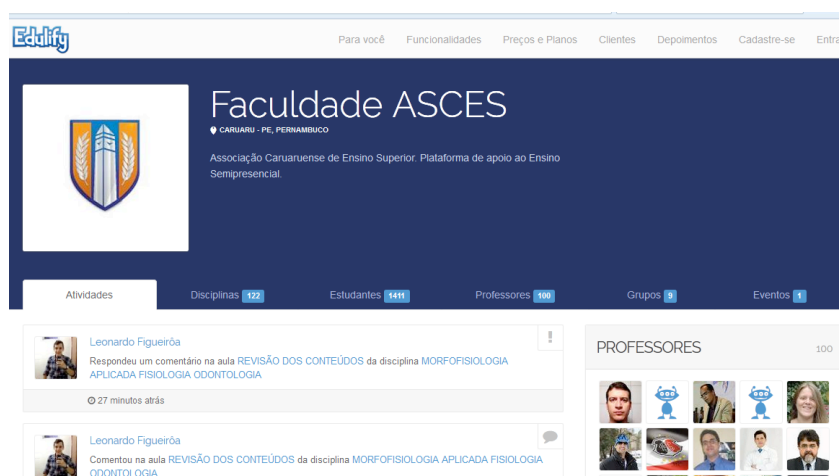 Edulify
Para você Funcionalidades Preços e Planos Clientes Depoimentos Cadastre-se
Faculdade ASCES
CARUARU - PE, PERNAMBUCO
Associação Caruaruense de Ensino Superior. Plataforma de apoio ao Ensino
Semipresencial.
Atividades Disciplinas 122 Estudantes 1411 Professores 100 Grupos 9 Eventos 1
Leonardo Figueirôa
Respondeu um comentário na aula REVISÃO DOS CONTEÚDOS da disciplina MORFOFISIOLOGIA
APLICADA FISIOLOGIA ODONTOLOGIA
27 minutos atrás
PROFESSORES 100
Leonardo Figueirôa
Comentou na aula REVISÃO DOS CONTEÚDOS da disciplina MORFOFISIOLOGIA APLICADA FISIOLOGIA
ODONTOLOGIA